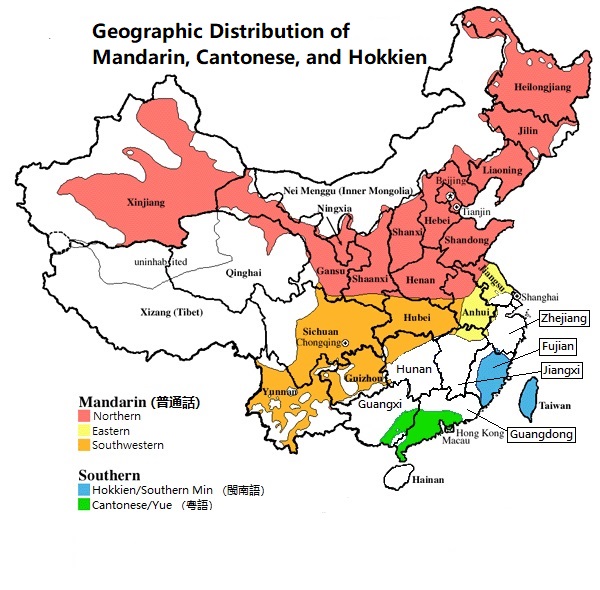 Geographic Distribution of
Mandarin, Cantonese, and Hokkien
Heilongjiang
Jilin
Liaoning
Nei Menggu (Inner Mongolia)
Beijing
Tianjin
Xinjiang
Ningxia
Hebei
Shanxi
Shandong
uninhabited
Qinghai
Gansu
Shaanxi
Henan
Jiangsu
Shanghai
Xizang (Tibet)
Anhui
Hubei
Zhejiang
Sichuan
Chongqing
Fujian
Hunan
Jiangxi
Guizhou
Yunnan
Guangxi
Taiwan
Hong Kong
Macau
Guangdong
Hainan
Mandarin (普通話)
Northern
Eastern
Southwestern
Southern
Hokkien/Southern Min （閩南語）
Cantonese/Yue （粵語）